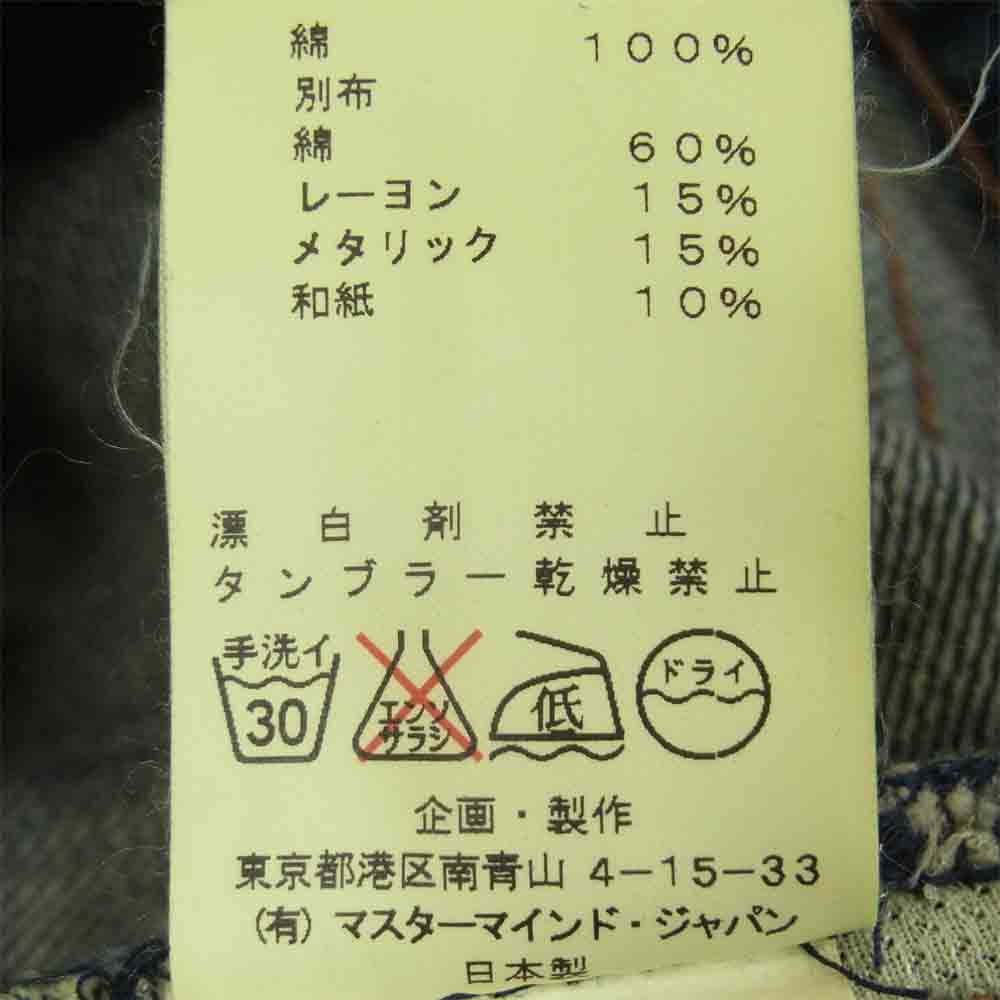 綿 100%
別布
綿 60%
レーヨン 15%
メタリック 15%
和紙 10%
漂白剤禁止
タンブラー乾燥禁止
手洗イ
30
エンソ
サラシ
低
ドライ
企画・製作
東京都港区南青山 4-15-33
(有) マスターマインド・ジャパン
日本製